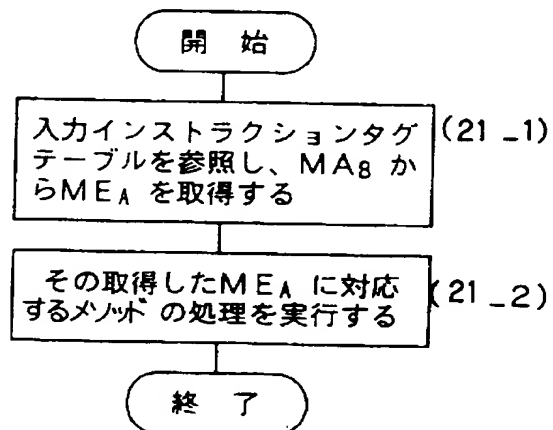 開 始
入力インストラクションタグ (21_1)
テーブルを参照し、MA8 か
らMEA を取得する
その取得したMEA に対応 (21_2)
するメソッド の処理を実行する
終 了